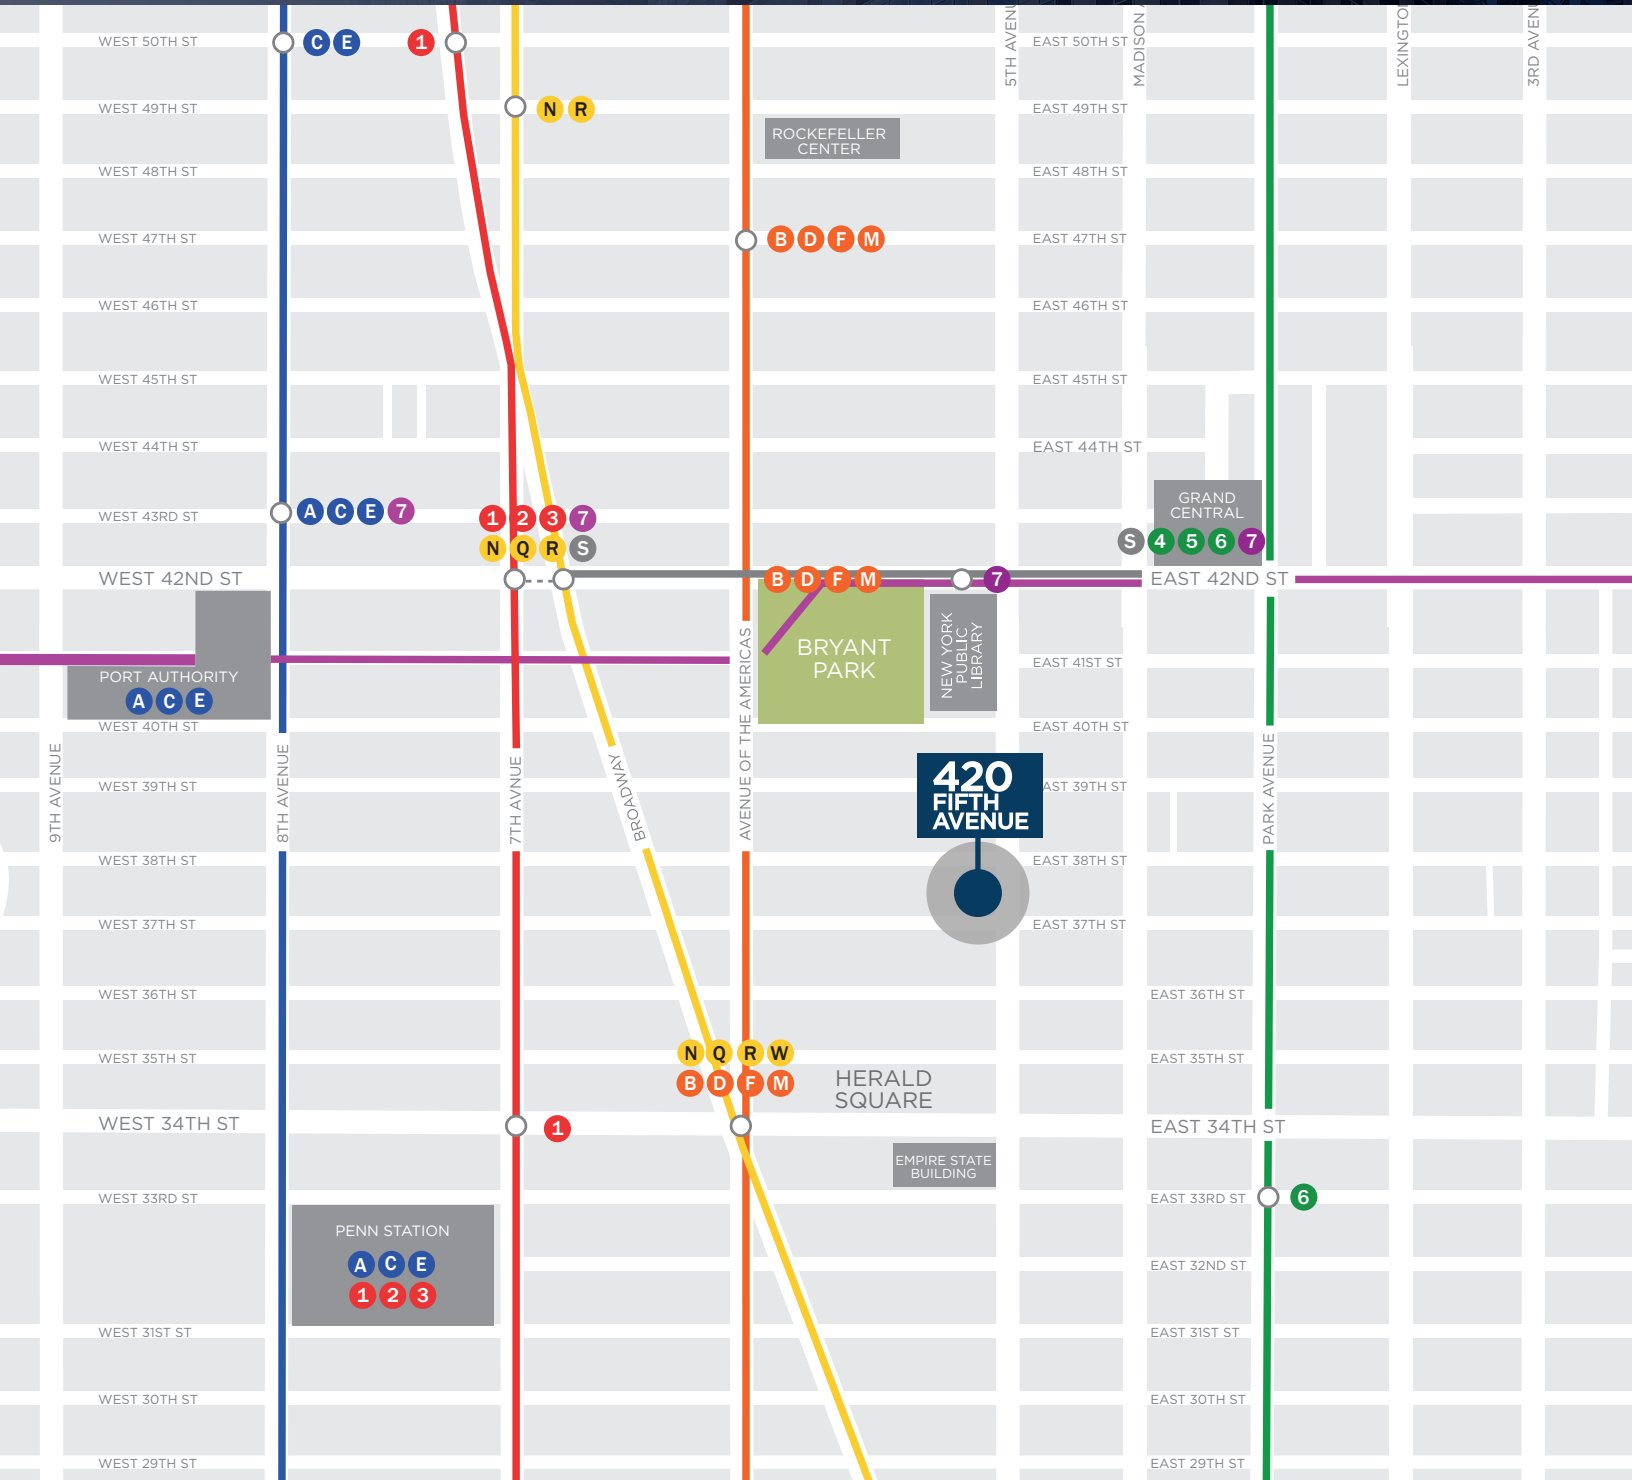 WEST 50TH ST
C E
1
5TH AVENU
EAST 50TH ST
MADISON
LEXINGTO
3RD AVEN
WEST 49TH ST
N R
EAST 49TH ST
ROCKEFELLER
CENTER
WEST 48TH ST
EAST 48TH ST
WEST 47TH ST
B D F M
EAST 47TH ST
WEST 46TH ST
EAST 46TH ST
WEST 45TH ST
EAST 45TH ST
WEST 44TH ST
EAST 44TH ST
GRAND
CENTRAL
S 4 5 6 7
WEST 43RD ST
A C E 7
1 2 3 7
N Q R S
WEST 42ND ST
B D F M
7
EAST 42ND ST
BRYANT
PARK
NEW YORK
PUBLIC
LIBRARY
EAST 41ST ST
PORT AUTHORITY
A C E
WEST 40TH ST
EAST 40TH ST
9TH AVENUE
8TH AVENUE
7TH AVNUE
BROADWAY
AVENUE OF THE AMERICAS
PARK AVENUE
WEST 39TH ST
420
FIFTH
AVENUE
AST 39TH ST
WEST 38TH ST
EAST 38TH ST
WEST 37TH ST
EAST 37TH ST
WEST 36TH ST
EAST 36TH ST
WEST 35TH ST
N Q R W
B D F M
EAST 35TH ST
HERALD
SQUARE
WEST 34TH ST
1
EAST 34TH ST
EMPIRE STATE
BUILDING
WEST 33RD ST
EAST 33RD ST
6
PENN STATION
A C E
1 2 3
EAST 32ND ST
WEST 31ST ST
EAST 31ST ST
WEST 30TH ST
EAST 30TH ST
WEST 29TH ST
EAST 29TH ST